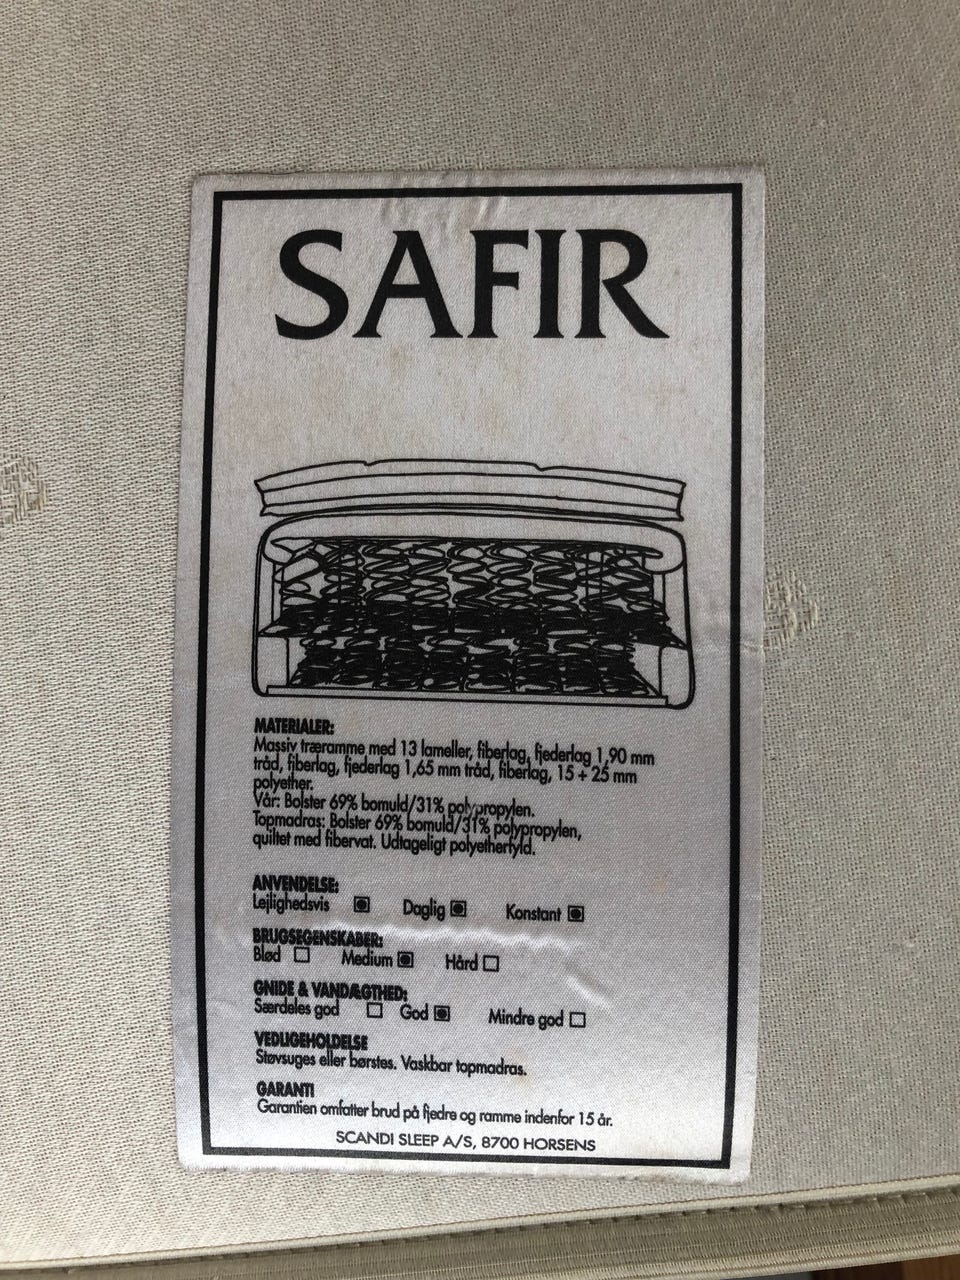 SAFIR
MATERIALER:
Massiv træramme med 13 lameller, fiberlag, fjederlag 1,90 mm
tråd, fiberlag, fjederlag 1,65 mm tråd, fiberlag, 15 + 25 mm
polyether.
Vår: Bolster 69% bomuld/31% polypropylen.
Topmadras: Bolster 69% bomuld/31% polypropylen,
quiltet med fibervat. Udtageligt polyetherfyld.
ANVENDELSE:
Lejlighedsvis Daglig Konstant
BRUGSEGENSKABER:
Blød Medium Hård
GNIDE & VANDÆGTHED:
Særdeles god God Mindre god
VEDLIGEHOLDELSE
Støvsuges eller børstes. Vaskbar topmadras.
GARANTI
Garantien omfatter brud på fjedre og ramme indenfor 15 år.
SCANDI SLEEP A/S, 8700 HORSENS